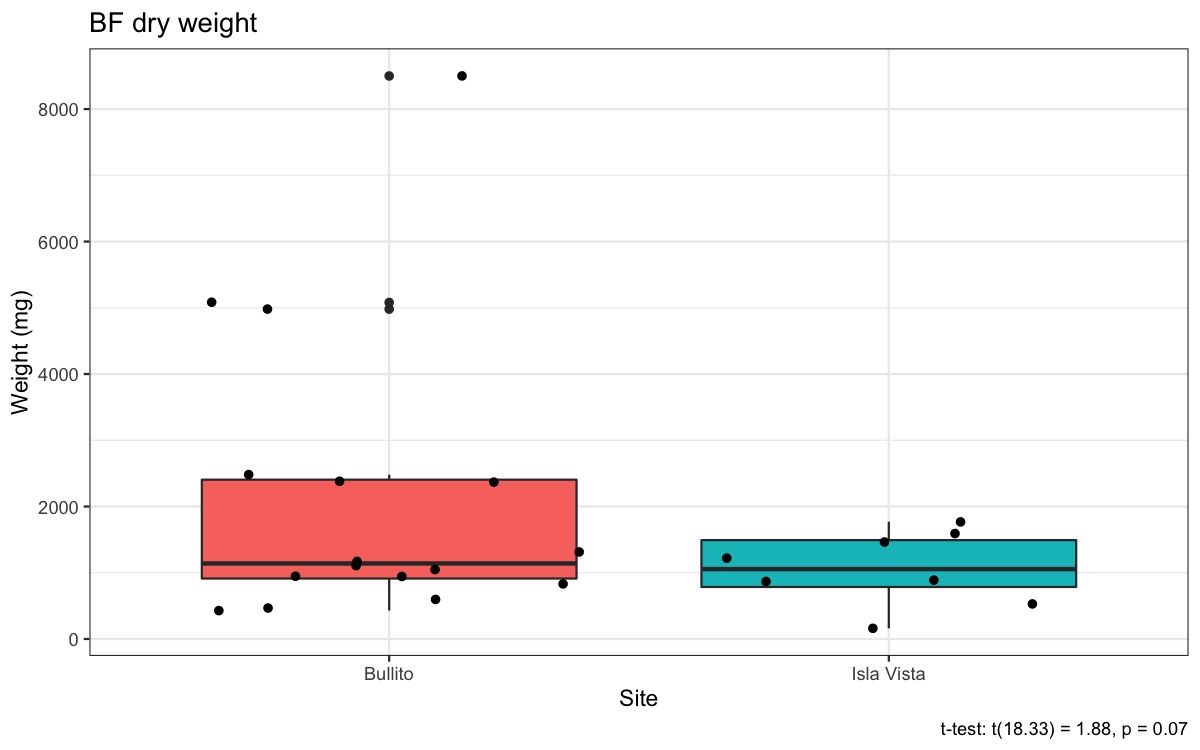 BF dry weight
8000
6000
4000
2000
0
Weight (mg)
Bullito
Isla Vista
Site
t-test: t(18.33) = 1.88, p = 0.07